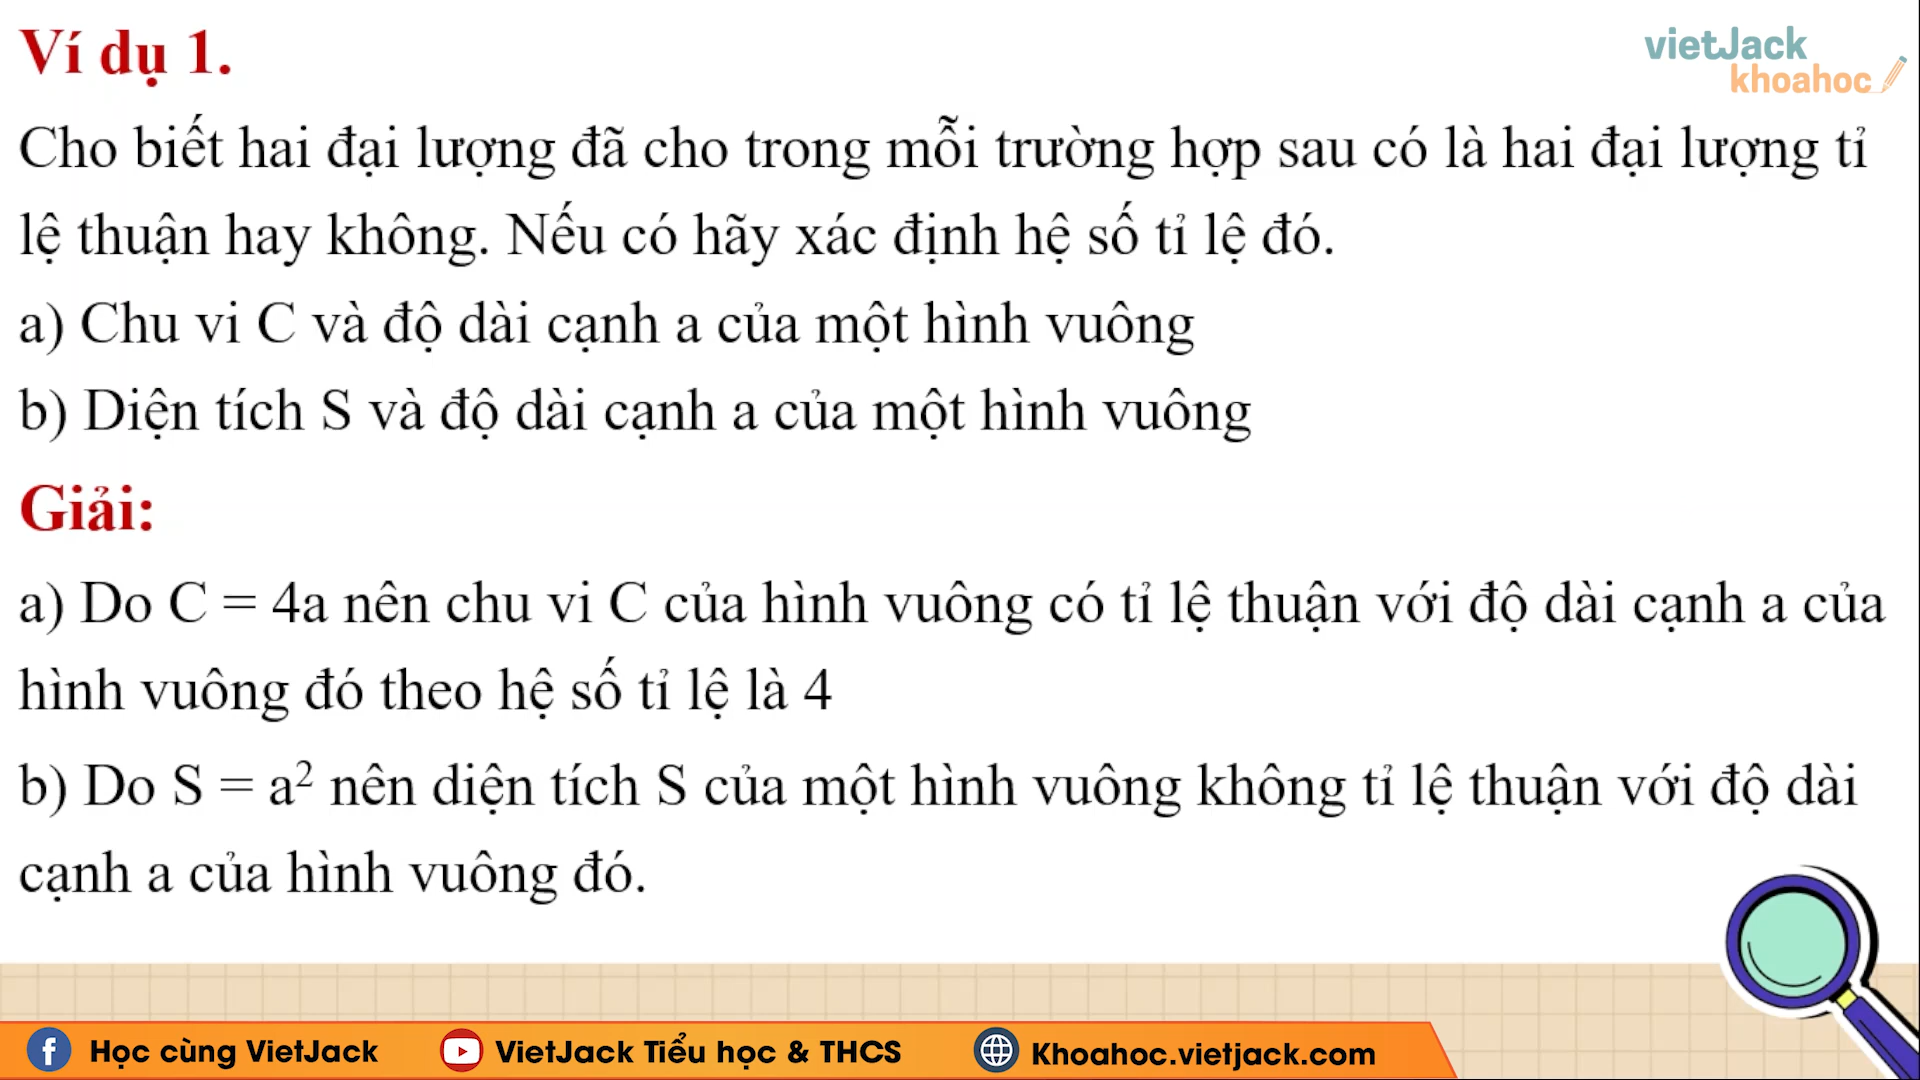 Ví dụ 1.
vietJack
khoahoc
Cho biết hai đại lượng đã cho trong mỗi trường hợp sau có là hai đại lượng tỉ
lệ thuận hay không. Nếu có hãy xác định hệ số tỉ lệ đó.
a) Chu vi C và độ dài cạnh a của một hình vuông
b) Diện tích S và độ dài cạnh a của một hình vuông
Giải:
a) Do C = 4a nên chu vi C của hình vuông có tỉ lệ thuận với độ dài cạnh a của
hình vuông đó theo hệ số tỉ lệ là 4
b) Do S = a² nên diện tích S của một hình vuông không tỉ lệ thuận với độ dài
cạnh a của hình vuông đó.
Học cùng VietJack
VietJack Tiểu học & THCS
Khoahoc.vietjack.com